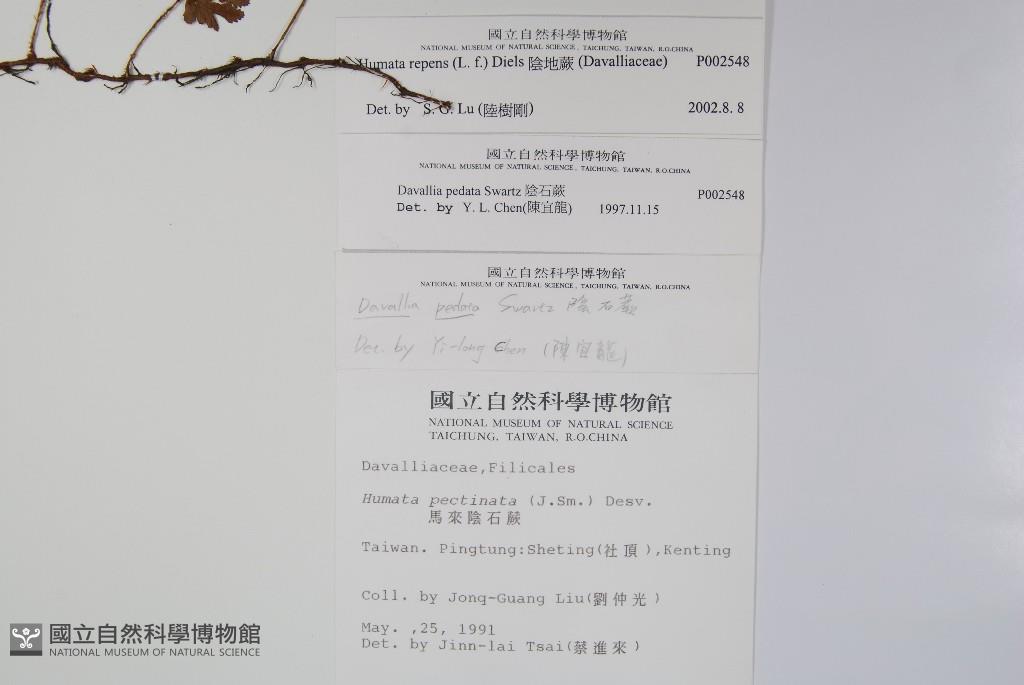 國立自然科學博物館
NATIONAL MUSEUM OF NATURAL SCIENCE, TAICHUNG, TAIWAN, R.O.CHINA
Humata repens (L. f.) Diels 陰地蕨 (Davalliaceae) P002548
Det. by S. G. Lu (陸樹剛) 2002.8. 8
國立自然科學博物館
NATIONAL MUSEUM OF NATURAL SCIENCE, TAICHUNG, TAIWAN, R.O.CHINA
Davallia pedata Swartz 陰石蕨 P002548
Det. by Y. L. Chen(陳宜龍) 1997.11.15
國立自然科學博物館
NATIONAL MUSEUM OF NATURAL SCIENCE, TAICHUNG, TAIWAN, R.O.CHINA
Davallia pedata Swartz 陰石蕨
Det. by Yi-long Chen (陳宜龍)
國立自然科學博物館
NATIONAL MUSEUM OF NATURAL SCIENCE
TAICHUNG, TAIWAN, R.O.CHINA
Davalliaceae,Filicales
Humata pectinata (J.Sm.) Desv.
馬來陰石蕨
Taiwan. Pingtung:Sheting(社頂),Kenting
Coll. by Jong-Guang Liu(劉仲光)
May. ,25, 1991
Det. by Jinn-lai Tsai(蔡進來)
國立自然科學博物館
NATIONAL MUSEUM OF NATURAL SCIENCE